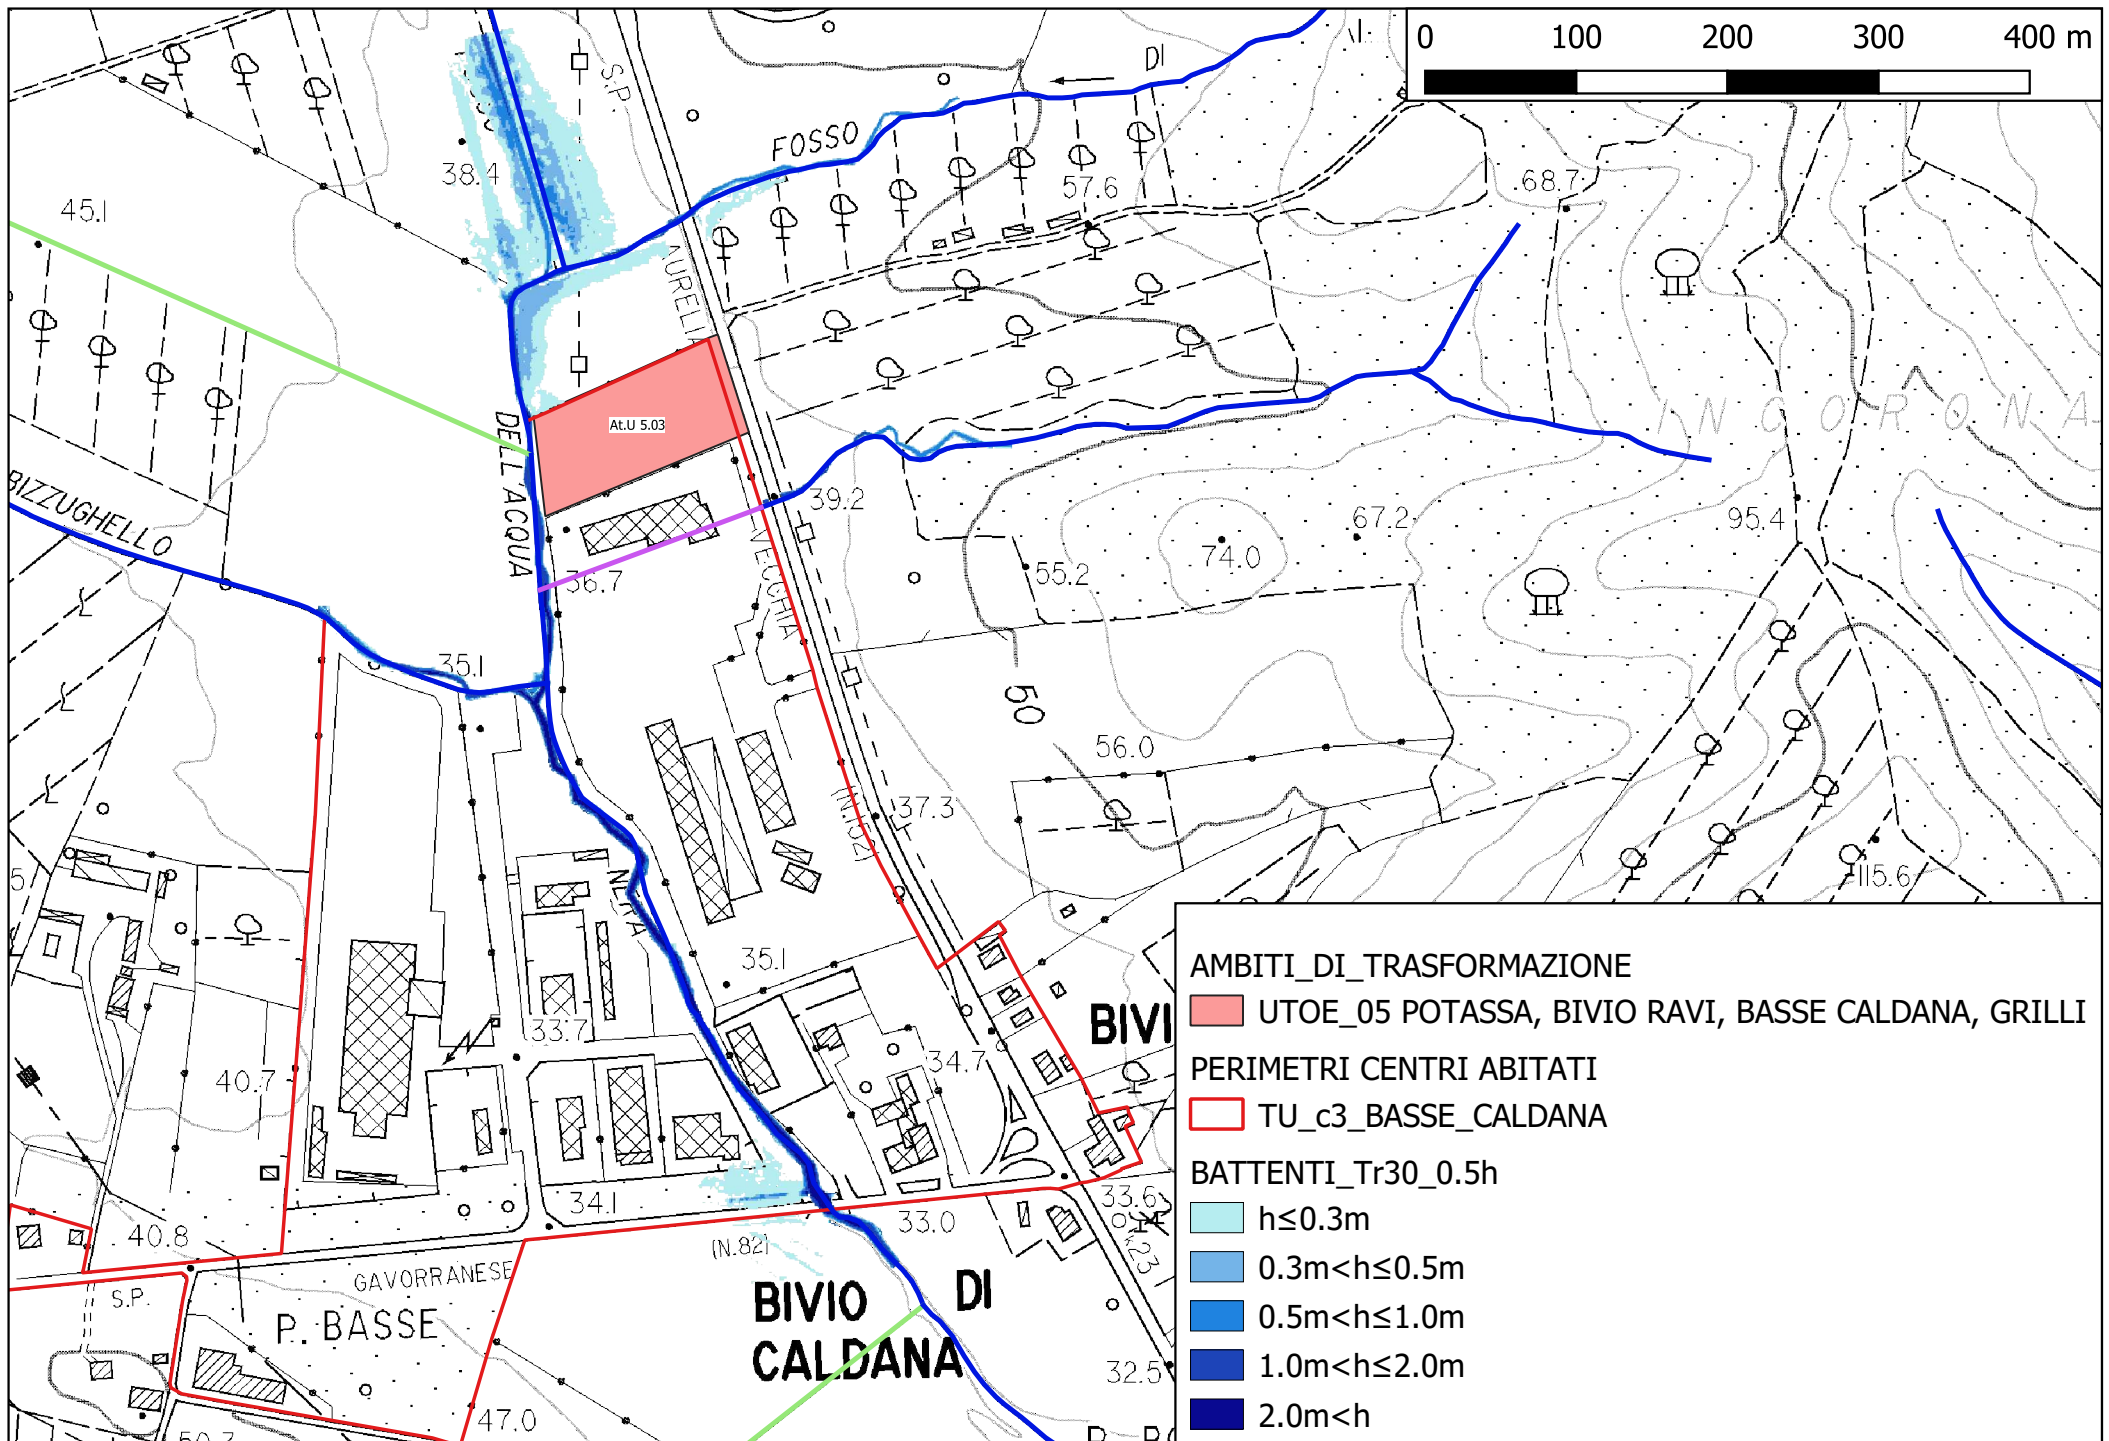 0 100 200 300 400 m
DI
S.P.
FOSSO
38.4
57.6
68.7
45.1
AURELIA
INCORONA
At.U 5.03
DELL'ACQUA
BIZZUGHELLO
39.2
67.2
95.4
74.0
VECCHIA
36.7
55.2
35.1
50
56.0
(N.152)
37.3
115.6
NERA
35.1
33.7
BIVI
34.7
40.7
34.1
33.0
33.6
40.8
(N.82)
23
GAVORRANESE
S.P.
DI
BIVIO
CALDANA
P. BASSE
32.5
47.0
50.7
AMBITI_DI_TRASFORMAZIONE
UTOE_05 POTASSA, BIVIO RAVI, BASSE CALDANA, GRILLI
PERIMETRI CENTRI ABITATI
TU_c3_BASSE_CALDANA
BATTENTI_Tr30_0.5h
h≤0.3m
0.3m<h≤0.5m
0.5m<h≤1.0m
1.0m<h≤2.0m
2.0m<h